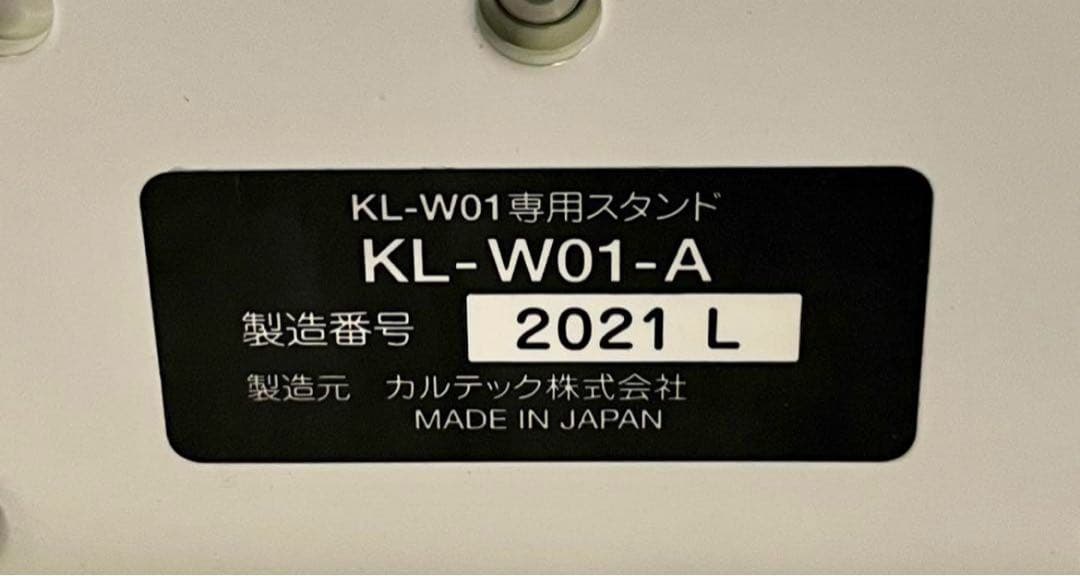 KL-W01専用スタンド
KL-W01-A
製造番号 2021 L
製造元 カルテック株式会社
MADE IN JAPAN